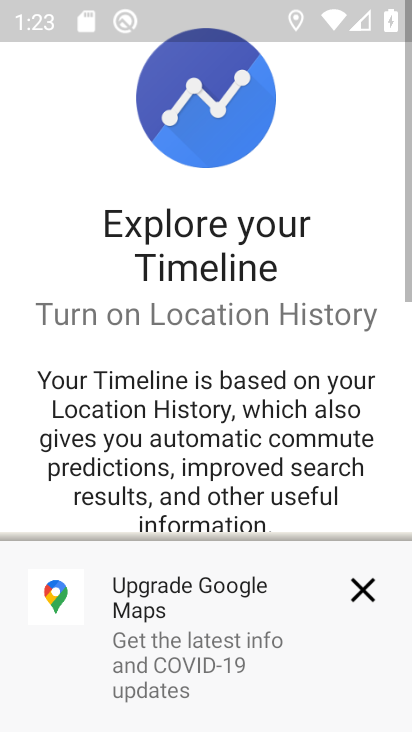 1:23
Explore your
Timeline
Turn on Location History
Your Timeline is based on your
Location History, which also
gives you automatic commute
predictions, improved search
results, and other useful
information.
Upgrade Google
Maps
Get the latest info
and COVID-19
updates